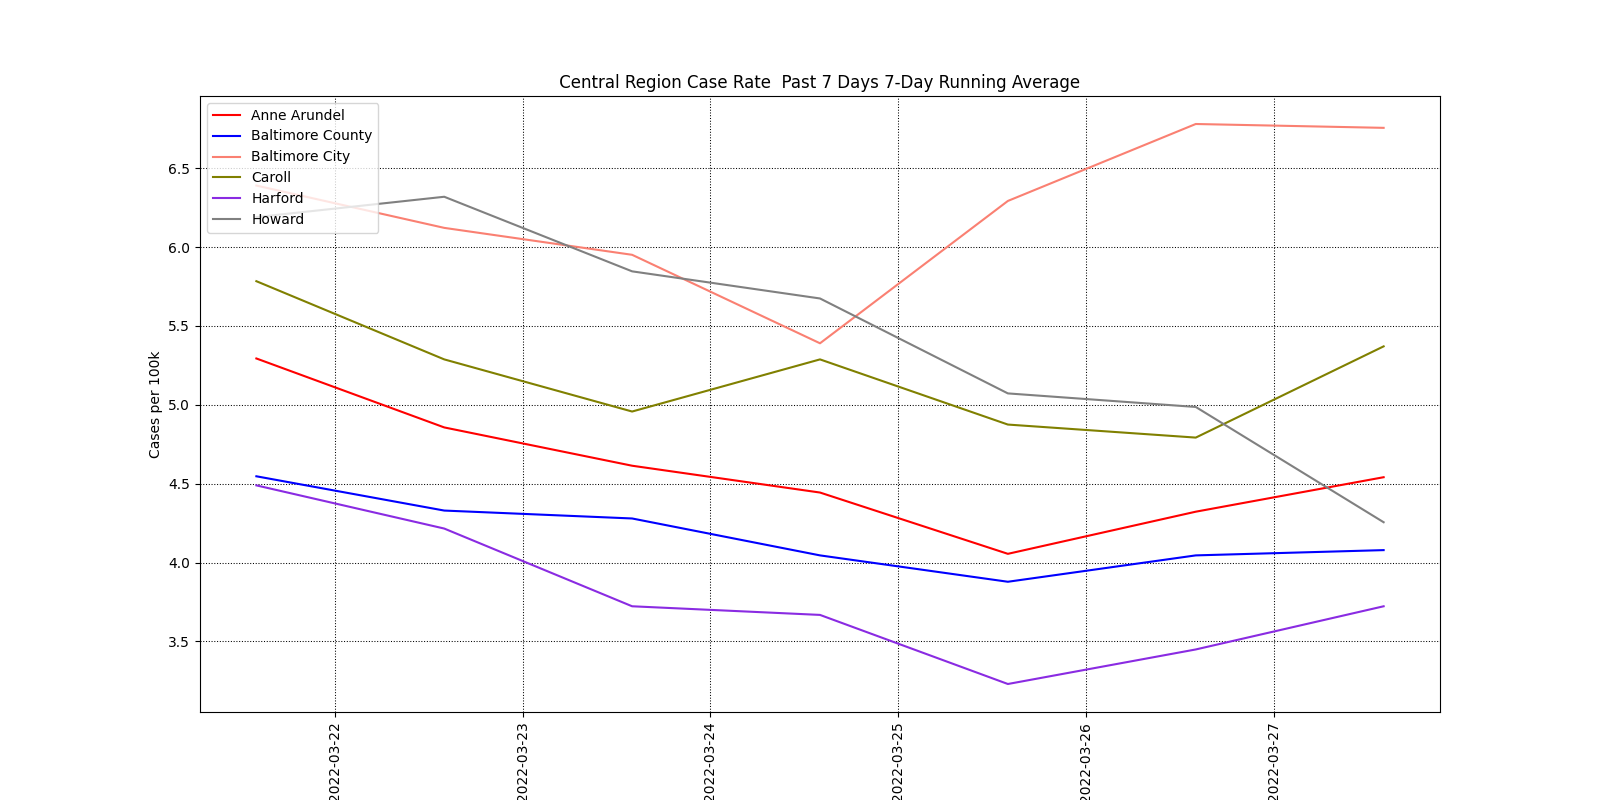 Central Region Case Rate  Past 7 Days 7-Day Running Average
Anne Arundel
Baltimore County
Baltimore City
Caroll
Harford
Howard
Cases per 100k
6.5
6.0
5.5
5.0
4.5
4.0
3.5
2022-03-22
2022-03-23
2022-03-24
2022-03-25
2022-03-26
2022-03-27